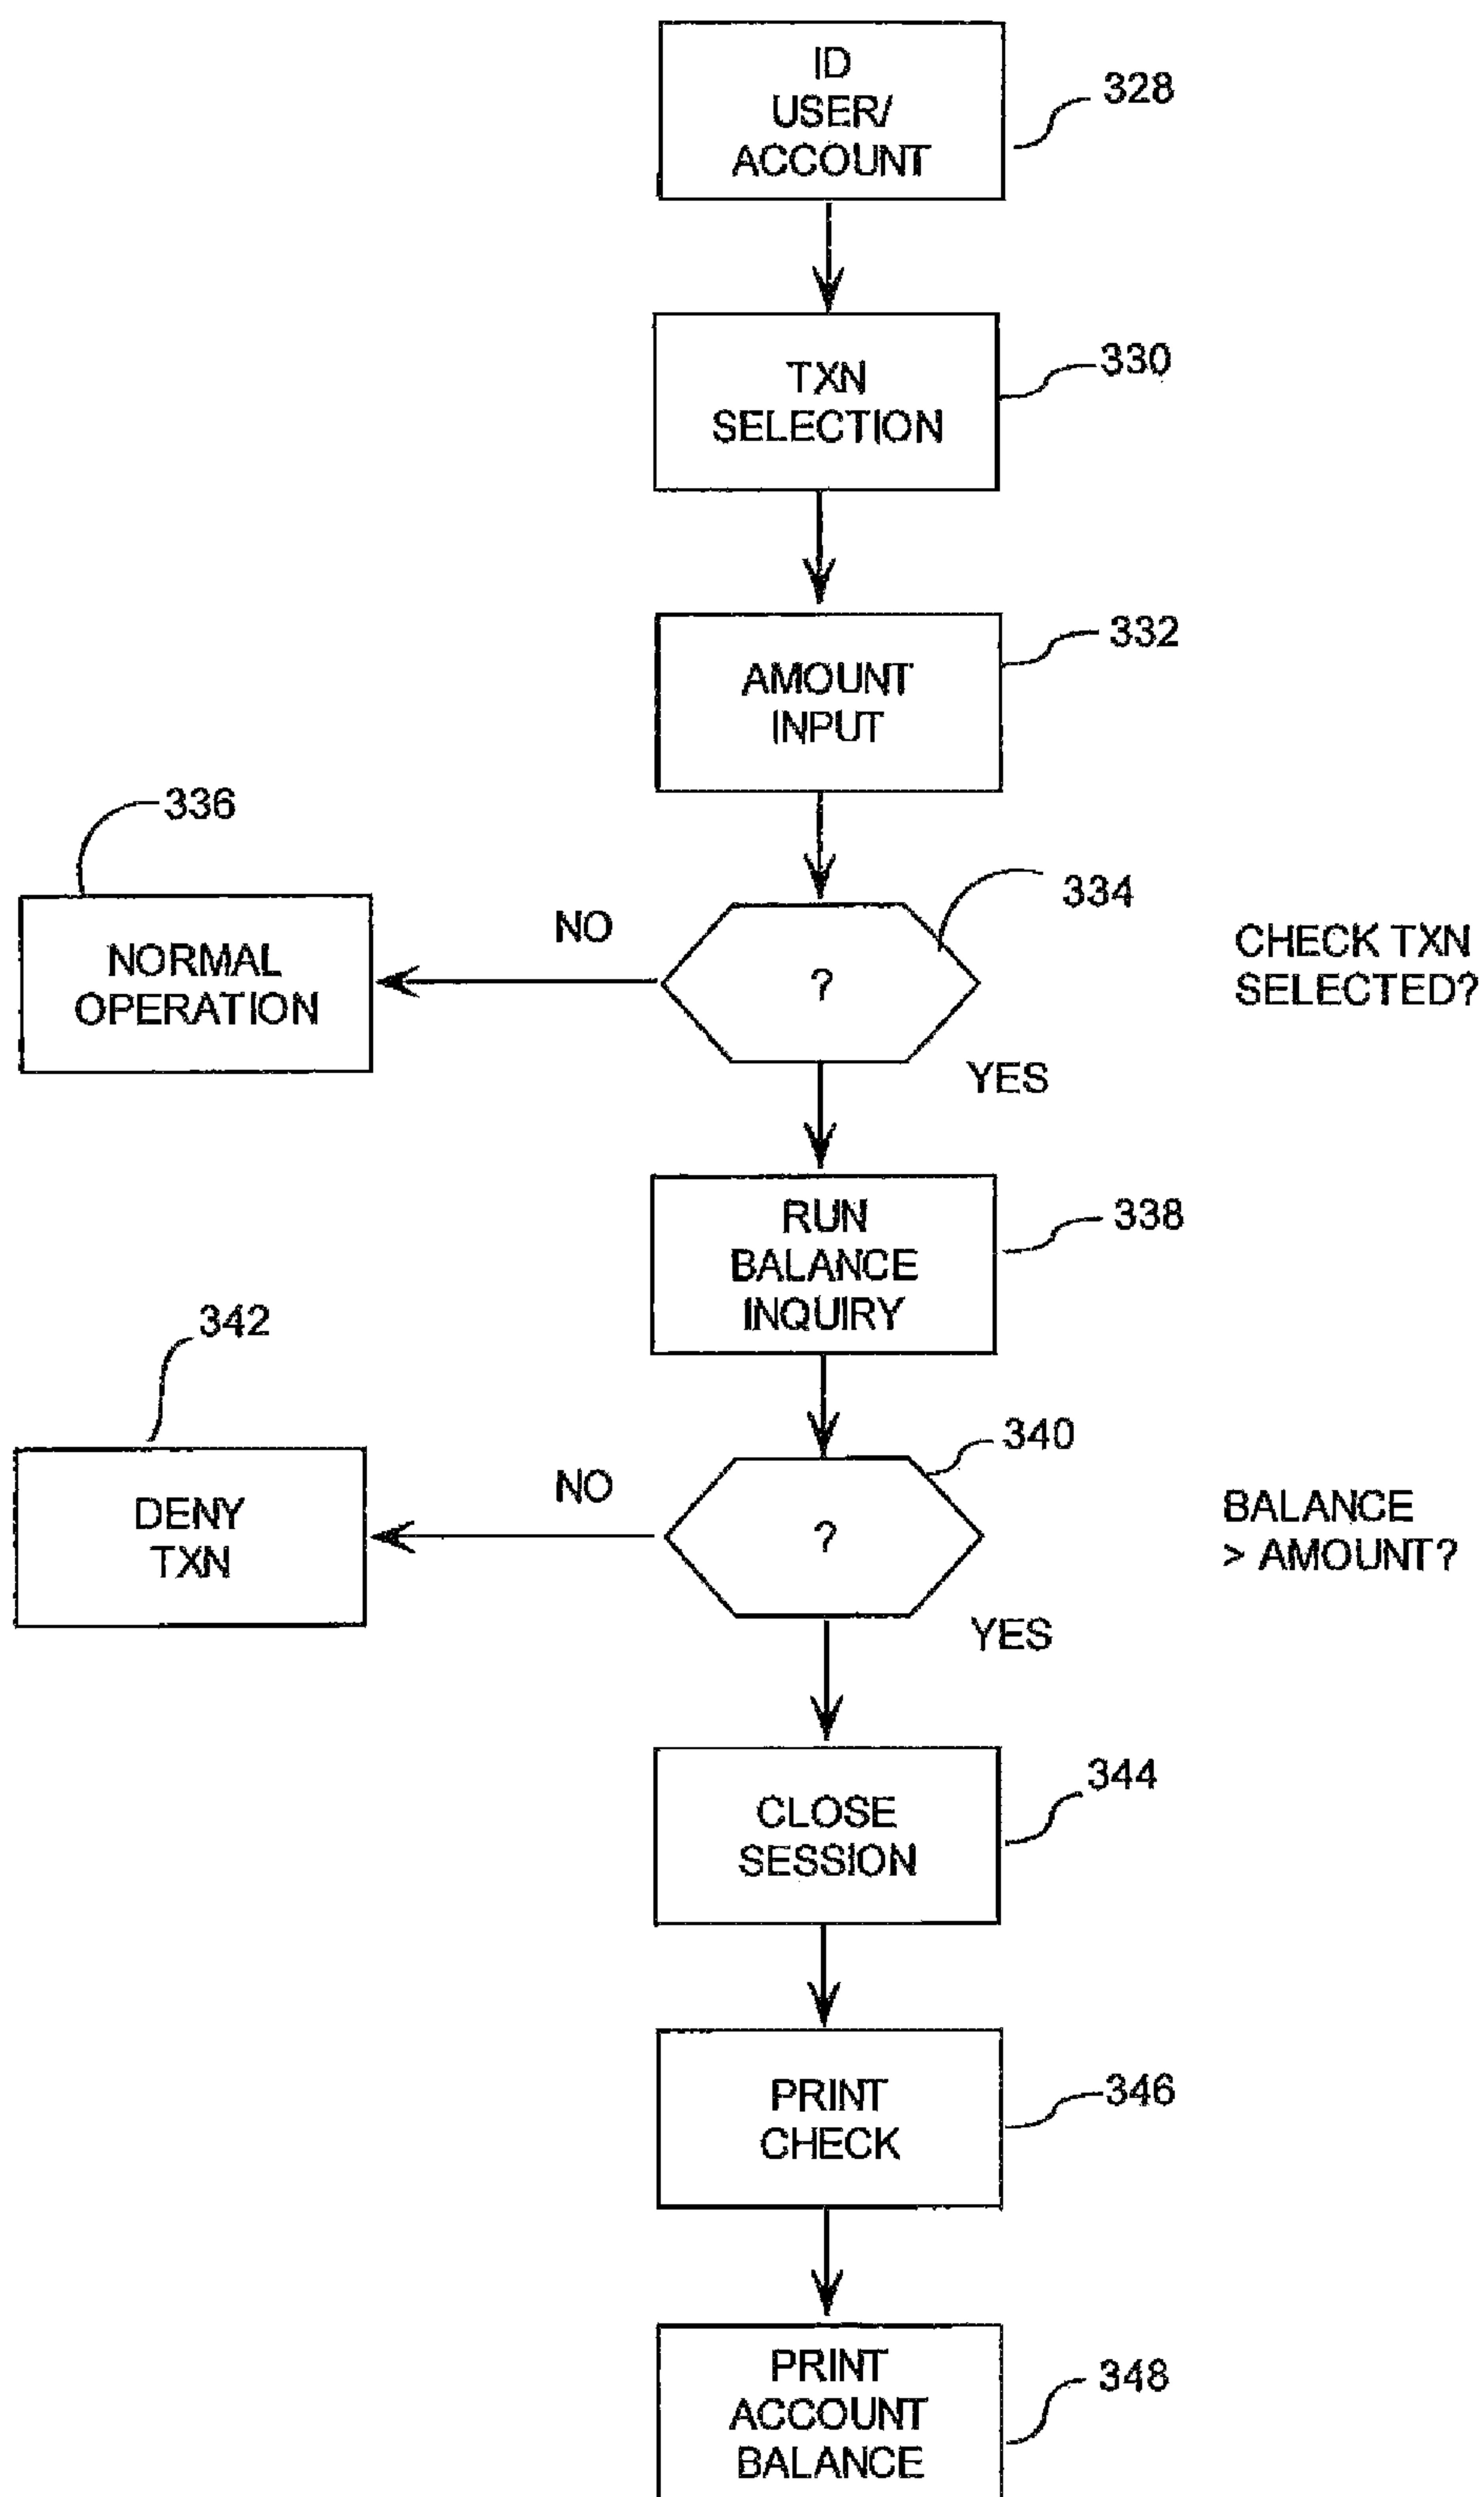 ID
USER/
ACCOUNT
328
TXN
SELECTION
330
AMOUNT
INPUT
332
336
NORMAL
OPERATION
NO
334
?
CHECK TXN
SELECTED?
YES
RUN
BALANCE
INQUIRY
338
342
DENY
TXN
NO
340
?
BALANCE
> AMOUNT?
YES
CLOSE
SESSION
344
PRINT
CHECK
346
PRINT
ACCOUNT
BALANCE
348